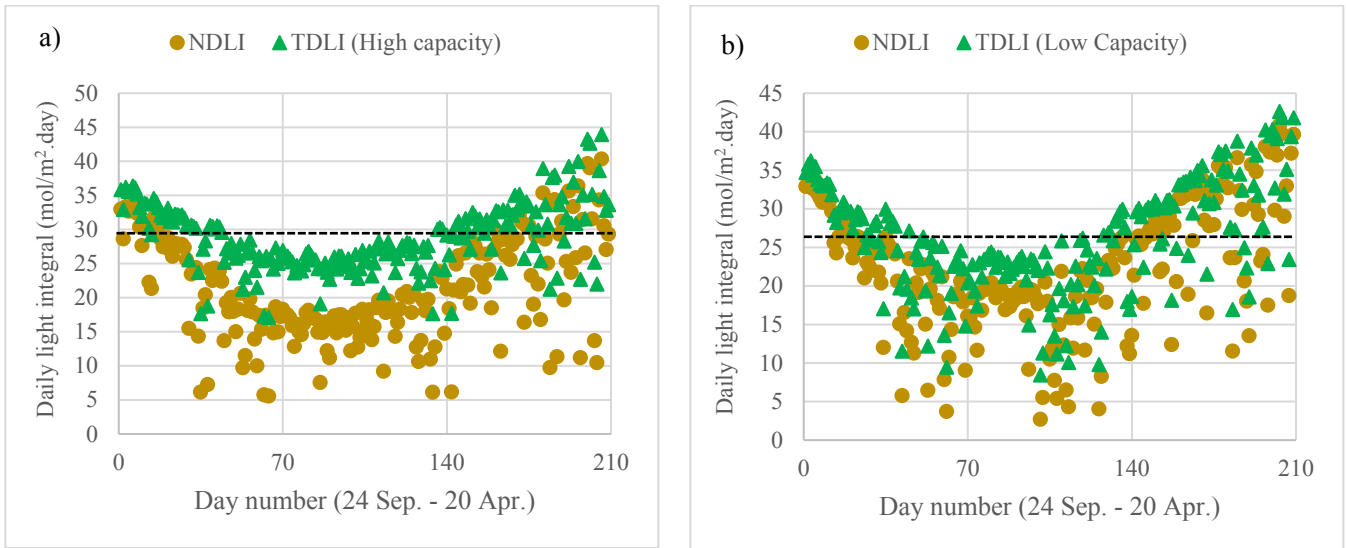 a)
NDLI TDLI (High capacity)
Daily light integral (mol/m².day)
50
45
40
35
30
25
20
15
10
5
0
0 70 140 210
Day number (24 Sep. - 20 Apr.)
b)
NDLI TDLI (Low Capacity)
Daily light integral (mol/m².day)
45
40
35
30
25
20
15
10
5
0
0 70 140 210
Day number (24 Sep. - 20 Apr.)